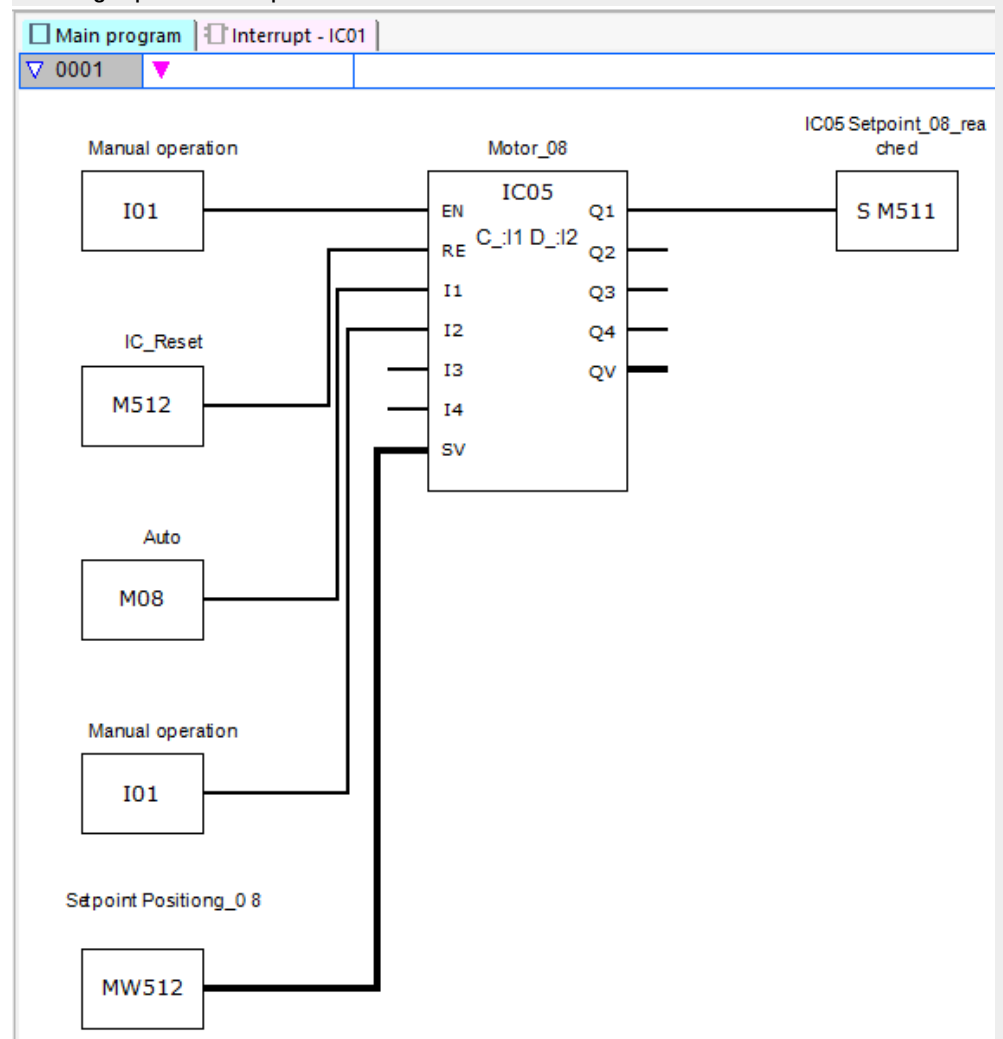 Main program
Interrupt - IC01
0001
IC05 Setpoint_08_rea
ched
Manual operation
I01
Motor_08
IC05
C_:I1 D_:I2
EN
RE
I1
I2
I3
I4
SV
Q1
Q2
Q3
Q4
QV
S M511
IC_Reset
M512
Auto
M08
Manual operation
I01
Setpoint Positiong_0 8
MW512